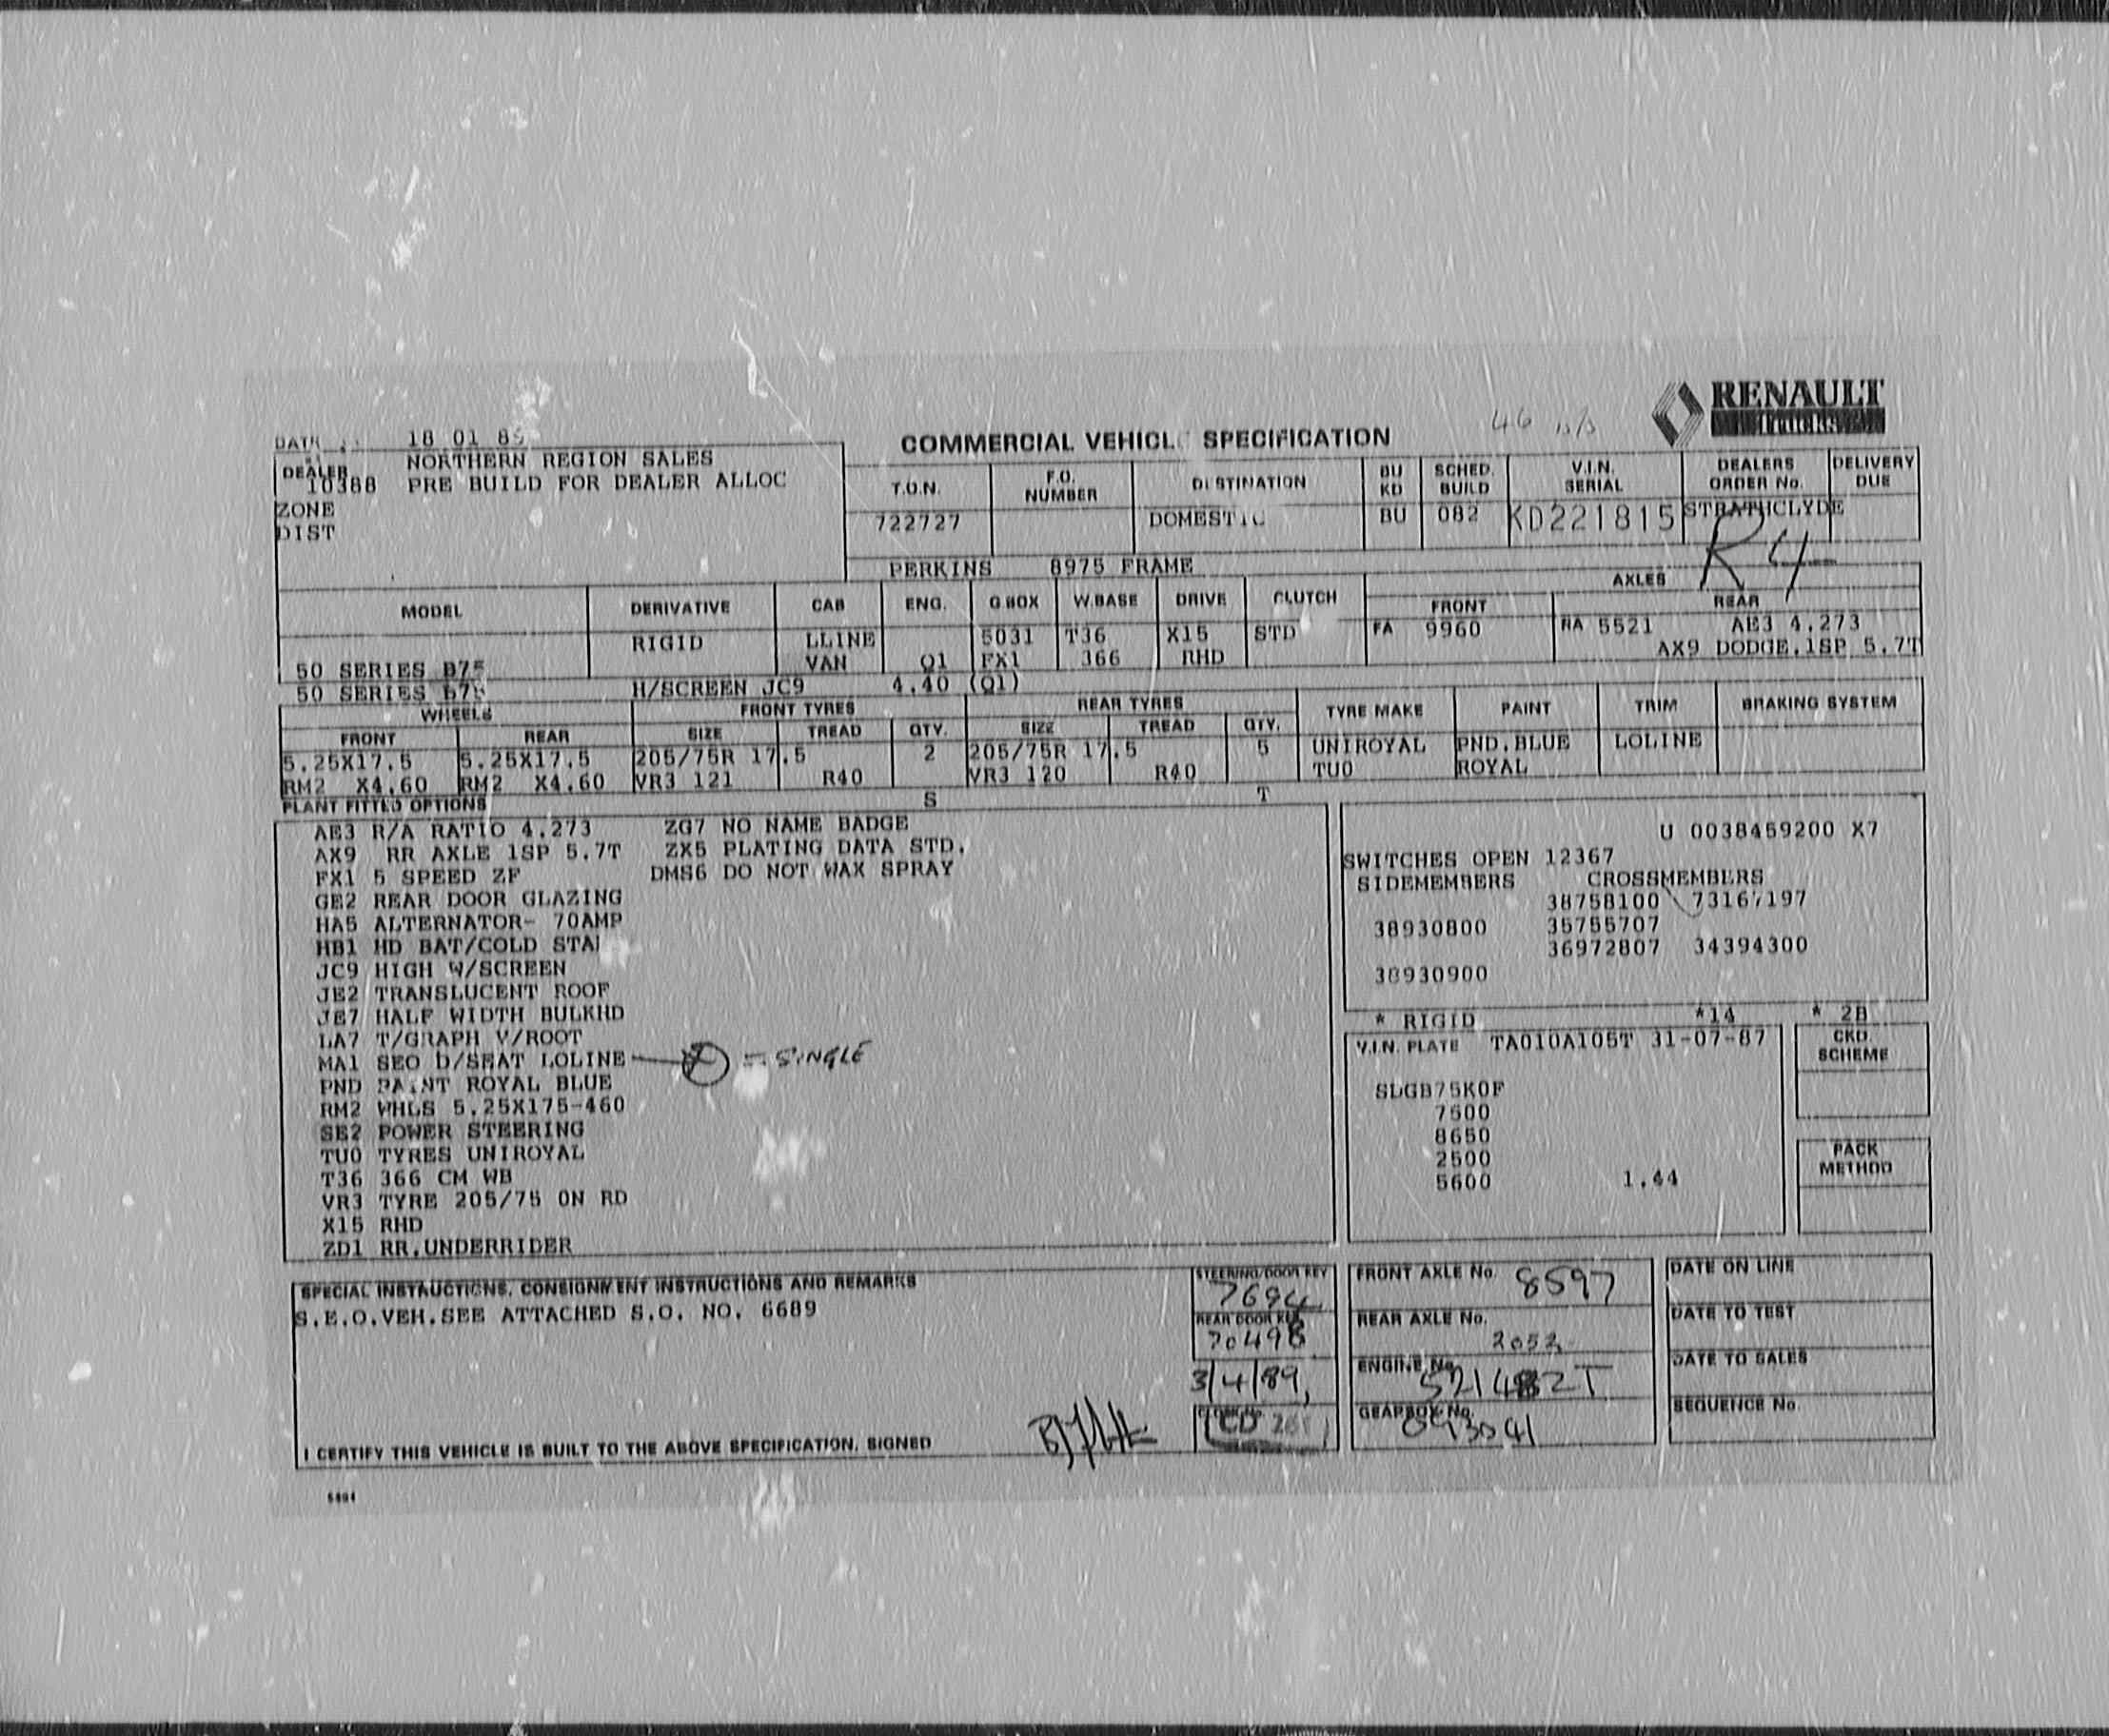 RENAULT
TRUCKS
46
COMMERCIAL VEHICLE SPECIFICATION
DATE 18 01 89
DEALER NORTHERN REGION SALES
10388 PRE BUILD FOR DEALER ALLOC
ZONE
DIST
T.O.N. F.O. NUMBER DESTINATION BU KD SCHED. BUILD V.I.N. SERIAL DEALERS ORDER No. DELIVERY DUE
722727 DOMESTIC BU 082 KD221815 STRATHCLYDE
R4
PERKINS 8975 FRAME
MODEL DERIVATIVE CAB ENG. G.BOX W.BASE DRIVE CLUTCH AXLES
FRONT REAR
RIGID LLINE 5031 T36 X15 STD FA 9960 RA 5521 AE3 4.273
50 SERIES B75 VAN Q1 FX1 366 RHD AX9 DODGE.1SP 5.7T
50 SERIES B75 H/SCREEN JC9 4.40 (Q1)
WHEELS FRONT TYRES REAR TYRES TYRE MAKE PAINT TRIM BRAKING SYSTEM
FRONT REAR SIZE TREAD QTY. SIZE TREAD QTY.
5.25X17.5 5.25X17.5 205/75R 17.5 2 205/75R 17.5 5 UNIROYAL PND.BLUE LOLINE
RM2 X4.60 RM2 X4.60 VR3 121 R40 VR3 120 R40 TU0 ROYAL
PLANT FITTED OPTIONS S T
AE3 R/A RATIO 4.273 ZG7 NO NAME BADGE
AX9 RR AXLE 1SP 5.7T ZX5 PLATING DATA STD.
FX1 5 SPEED ZF DMS6 DO NOT WAX SPRAY
GE2 REAR DOOR GLAZING
HA5 ALTERNATOR- 70AMP
HB1 HD BAT/COLD STA
JC9 HIGH W/SCREEN
JE2 TRANSLUCENT ROOF
JE7 HALF WIDTH BULKHD
LA7 T/GRAPH V/ROOT
MA1 SEO D/SEAT LOLINE = SINGLE
PND PAINT ROYAL BLUE
RM2 WHLS 5.25X175-460
SE2 POWER STEERING
TU0 TYRES UNIROYAL
T36 366 CM WB
VR3 TYRE 205/75 ON RD
X15 RHD
ZD1 RR.UNDERRIDER
U 0038459200 X7
SWITCHES OPEN 12367
SIDEMEMBERS CROSSMEMBERS
38758100 73167197
38930800 35755707
36972807 34394300
38930900
* RIGID *14 * 2B
V.I.N. PLATE TA010A105T 31-07-87
SDGB75K0F
7500
8650
2500
5600 1.44
CKD. SCHEME
PACK METHOD
SPECIAL INSTRUCTIONS, CONSIGNMENT INSTRUCTIONS AND REMARKS
S.E.O.VEH.SEE ATTACHED S.O. NO. 6689
I CERTIFY THIS VEHICLE IS BUILT TO THE ABOVE SPECIFICATION. SIGNED
STEERING/DOOR KEY
7694
REAR DOOR KEY
70498
3/4/89
CD
FRONT AXLE No. 8597
REAR AXLE No. 2052
ENGINE No.
GEARBOX No. 093041
DATE ON LINE
DATE TO TEST
DATE TO SALES
SEQUENCE No.